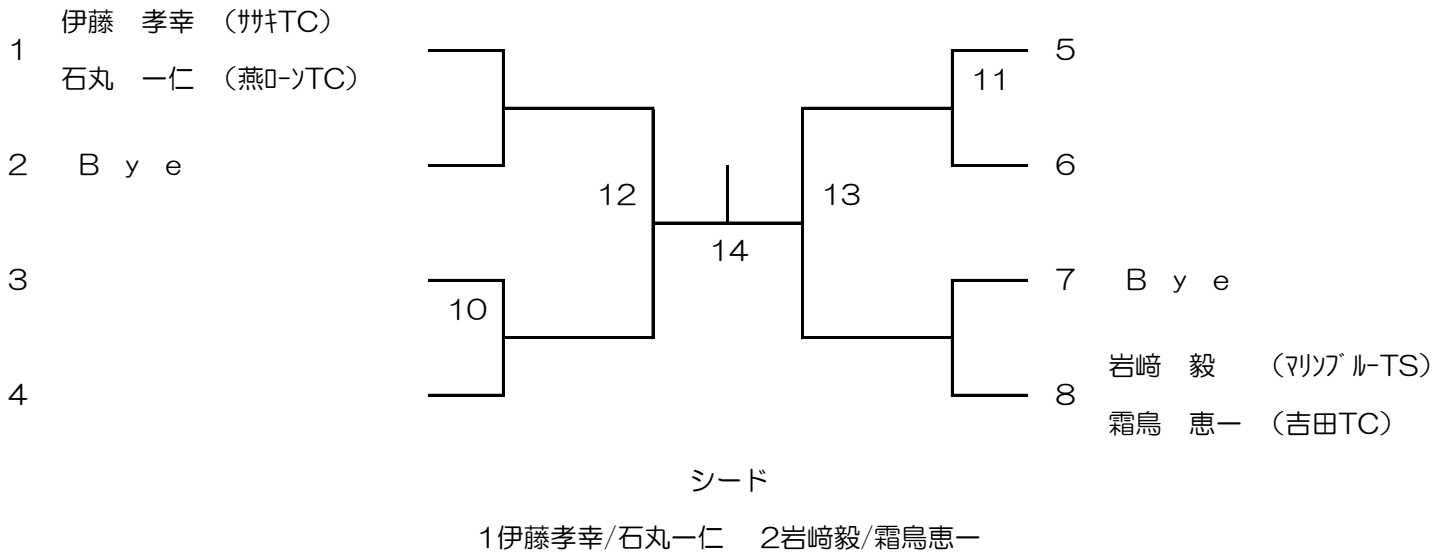 伊藤　孝幸　（ｻｻｷTC）
1
石丸　一仁　（燕ﾛｰﾝTC）
2　Ｂ　ｙ　ｅ
3
10
4
12
14
13
5
11
6
7　Ｂ　ｙ　ｅ
岩﨑　毅　（ﾏﾘﾝﾌﾞﾙｰTS）
8
霜鳥　恵一　（吉田TC）
シード
1伊藤孝幸/石丸一仁　2岩﨑毅/霜鳥恵一